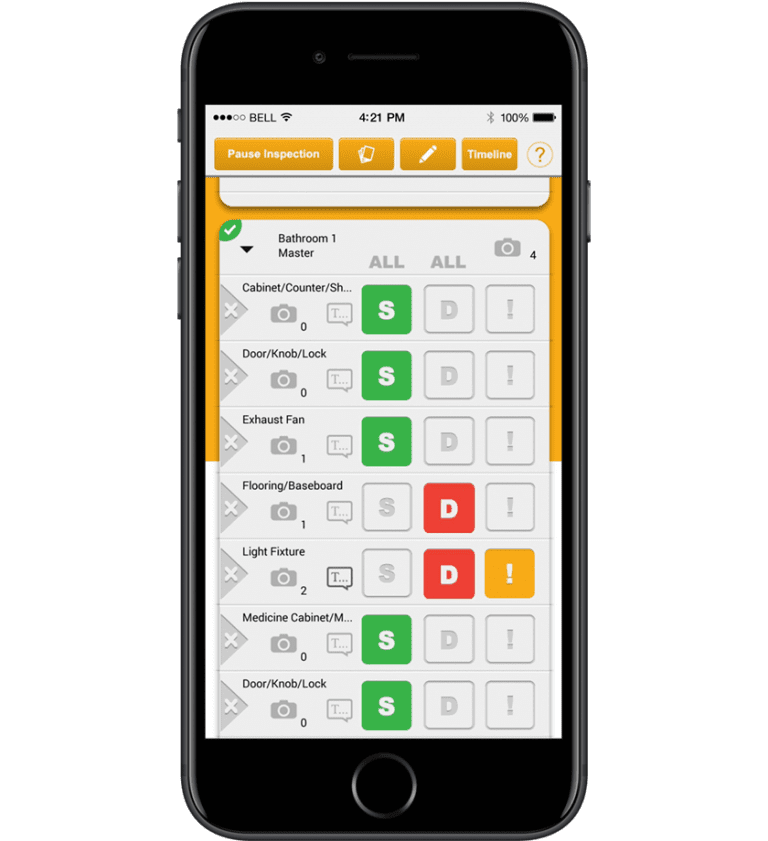 BELL 4:21 PM 100%
Pause Inspection Timeline ?
Bathroom 1
Master
ALL ALL 4
Cabinet/Counter/Sh...
0 T... S D !
Door/Knob/Lock
0 T... S D !
Exhaust Fan
1 T... S D !
Flooring/Baseboard
1 T... S D !
Light Fixture
2 T... S D !
Medicine Cabinet/M...
0 T... S D !
Door/Knob/Lock
0 T... S D !